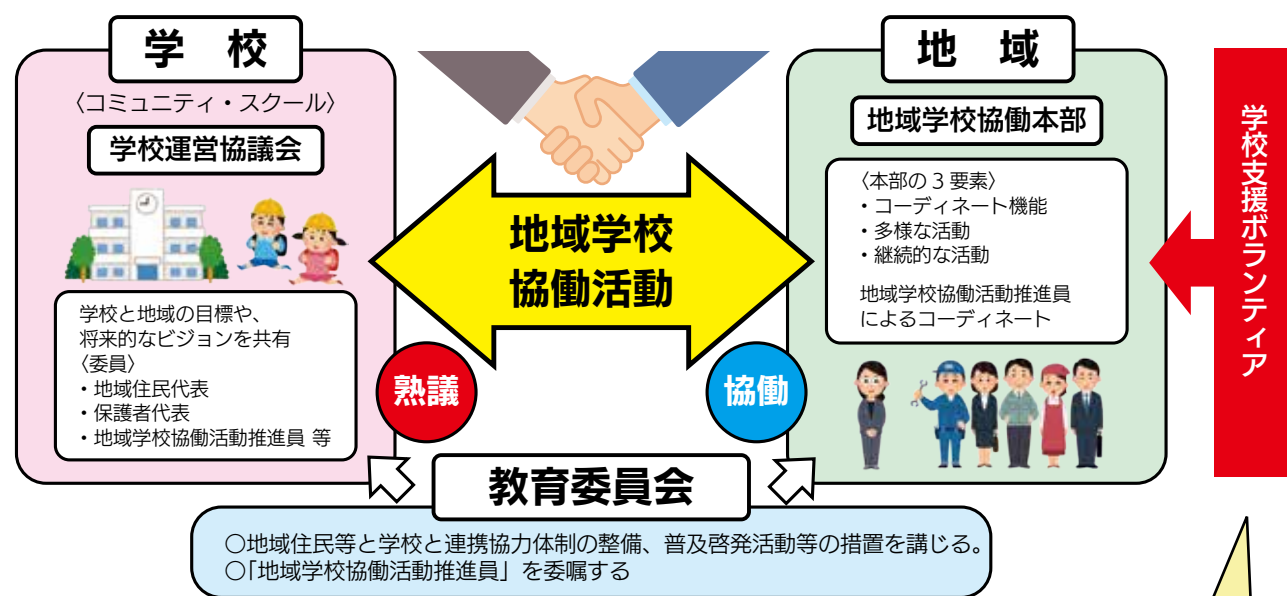 学　校
〈コミュニティ・スクール〉
学校運営協議会
学校と地域の目標や、
将来的なビジョンを共有
〈委員〉
・地域住民代表
・保護者代表
・地域学校協働活動推進員 等
地域学校
協働活動
熟議
協働
地　域
地域学校協働本部
〈本部の3要素〉
・コーディネート機能
・多様な活動
・継続的な活動
地域学校協働活動推進員
によるコーディネート
学校支援ボランティア
教育委員会
○地域住民等と学校と連携協力体制の整備、普及啓発活動等の措置を講じる。
○「地域学校協働活動推進員」を委嘱する